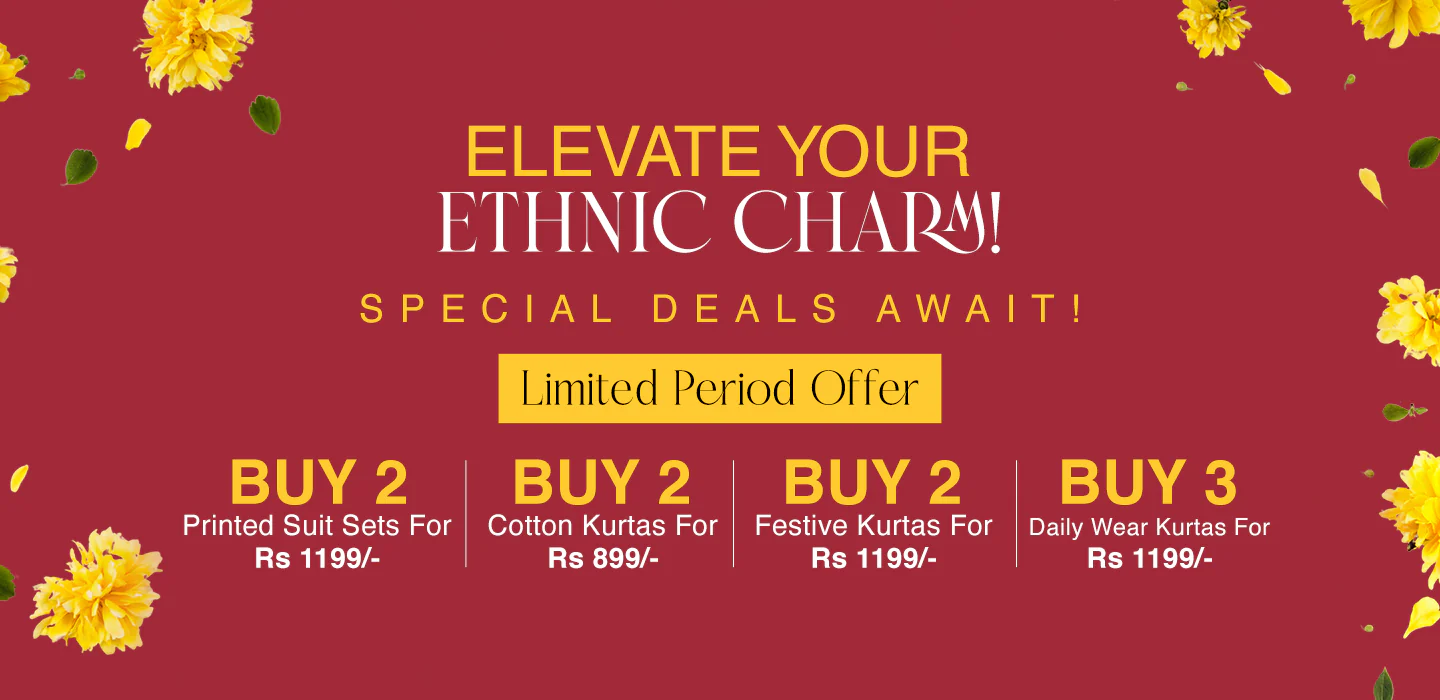 ELEVATE YOUR
ETHNIC CHARM!
SPECIAL DEALS AWAIT!
Limited Period Offer
BUY 2
Printed Suit Sets For
Rs 1199/-
BUY 2
Cotton Kurtas For
Rs 899/-
BUY 2
Festive Kurtas For
Rs 1199/-
BUY 3
Daily Wear Kurtas For
Rs 1199/-